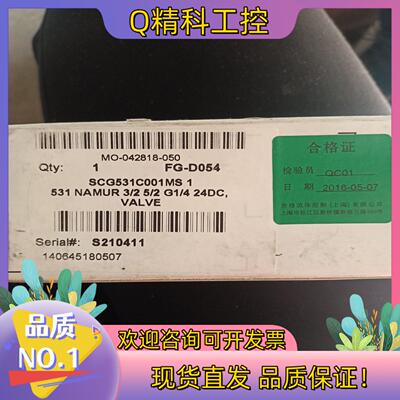 Q精科工控
MO-042818-050
Qty: 1 FG-D054
SCG531C001MS 1
531 NAMUR 3/2 5/2 G1/4 24DC,
VALVE
Serial#: S210411
140645180507
合格证
检验员 QC01
日期 2018-05-07
品质
NO.1
欢迎咨询可开发票
现货直发 品质保证!